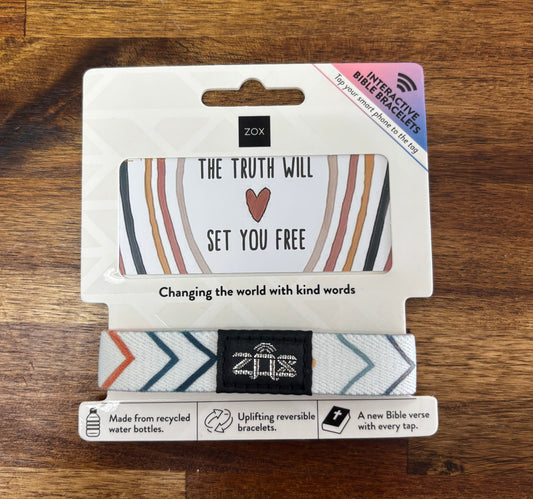 INTERACTIVE
BIBLE BRACELETS
Tap your smart phone to the tag
ZOX
THE TRUTH WILL
SET YOU FREE
Changing the world with kind words
ZOX
Made from recycled
water bottles.
Uplifting reversible
bracelets.
A new Bible verse
with every tap.